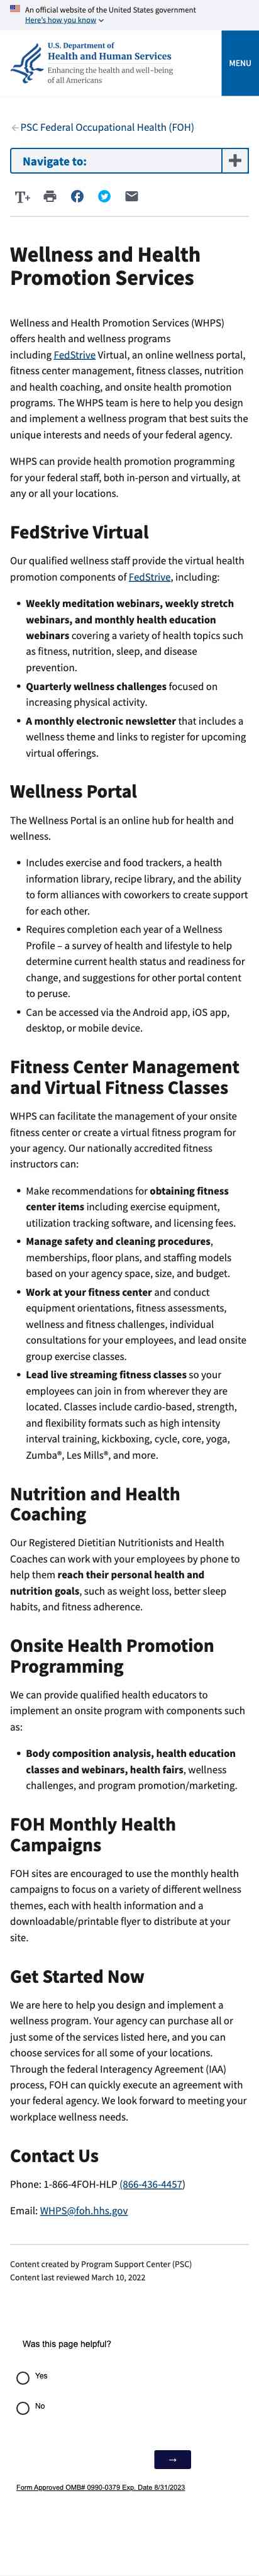 An official website of the United States government
Here's how you know
U.S. Department of
Health and Human Services
Enhancing the health and well-being
of all Americans
MENU
←PSC Federal Occupational Health (FOH)
Navigate to:
T+
Wellness and Health
Promotion Services
Wellness and Health Promotion Services (WHPS)
offers health and wellness programs
including FedStrive Virtual, an online wellness portal,
fitness center management, fitness classes, nutrition
and health coaching, and onsite health promotion
programs. The WHPS team is here to help you design
and implement a wellness program that best suits the
unique interests and needs of your federal agency.
WHPS can provide health promotion programming
for your federal staff, both in-person and virtually, at
any or all your locations.
FedStrive Virtual
Our qualified wellness staff provide the virtual health
promotion components of FedStrive, including:
• Weekly meditation webinars, weekly stretch
webinars, and monthly health education
webinars covering a variety of health topics such
as fitness, nutrition, sleep, and disease
prevention.
• Quarterly wellness challenges focused on
increasing physical activity.
• A monthly electronic newsletter that includes a
wellness theme and links to register for upcoming
virtual offerings.
Wellness Portal
The Wellness Portal is an online hub for health and
wellness.
• Includes exercise and food trackers, a health
information library, recipe library, and the ability
to form alliances with coworkers to create support
for each other.
• Requires completion each year of a Wellness
Profile – a survey of health and lifestyle to help
determine current health status and readiness for
change, and suggestions for other portal content
to peruse.
• Can be accessed via the Android app, iOS app,
desktop, or mobile device.
Fitness Center Management
and Virtual Fitness Classes
WHPS can facilitate the management of your onsite
fitness center or create a virtual fitness program for
your agency. Our nationally accredited fitness
instructors can:
• Make recommendations for obtaining fitness
center items including exercise equipment,
utilization tracking software, and licensing fees.
• Manage safety and cleaning procedures,
memberships, floor plans, and staffing models
based on your agency space, size, and budget.
• Work at your fitness center and conduct
equipment orientations, fitness assessments,
wellness and fitness challenges, individual
consultations for your employees, and lead onsite
group exercise classes.
• Lead live streaming fitness classes so your
employees can join in from wherever they are
located. Classes include cardio-based, strength,
and flexibility formats such as high intensity
interval training, kickboxing, cycle, core, yoga,
Zumba®, Les Mills®, and more.
Nutrition and Health
Coaching
Our Registered Dietitian Nutritionists and Health
Coaches can work with your employees by phone to
help them reach their personal health and
nutrition goals, such as weight loss, better sleep
habits, and fitness adherence.
Onsite Health Promotion
Programming
We can provide qualified health educators to
implement an onsite program with components such
as:
• Body composition analysis, health education
classes and webinars, health fairs, wellness
challenges, and program promotion/marketing.
FOH Monthly Health
Campaigns
FOH sites are encouraged to use the monthly health
campaigns to focus on a variety of different wellness
themes, each with health information and a
downloadable/printable flyer to distribute at your
site.
Get Started Now
We are here to help you design and implement a
wellness program. Your agency can purchase all or
just some of the services listed here, and you can
choose services for all or some of your locations.
Through the federal Interagency Agreement (IAA)
process, FOH can quickly execute an agreement with
your federal agency. We look forward to meeting your
workplace wellness needs.
Contact Us
Phone: 1-866-4FOH-HLP (866-436-4457)
Email: WHPS@foh.hhs.gov
Content created by Program Support Center (PSC)
Content last reviewed March 10, 2022
Was this page helpful?
Yes
No
→
Form Approved OMB# 0990-0379 Exp. Date 8/31/2023